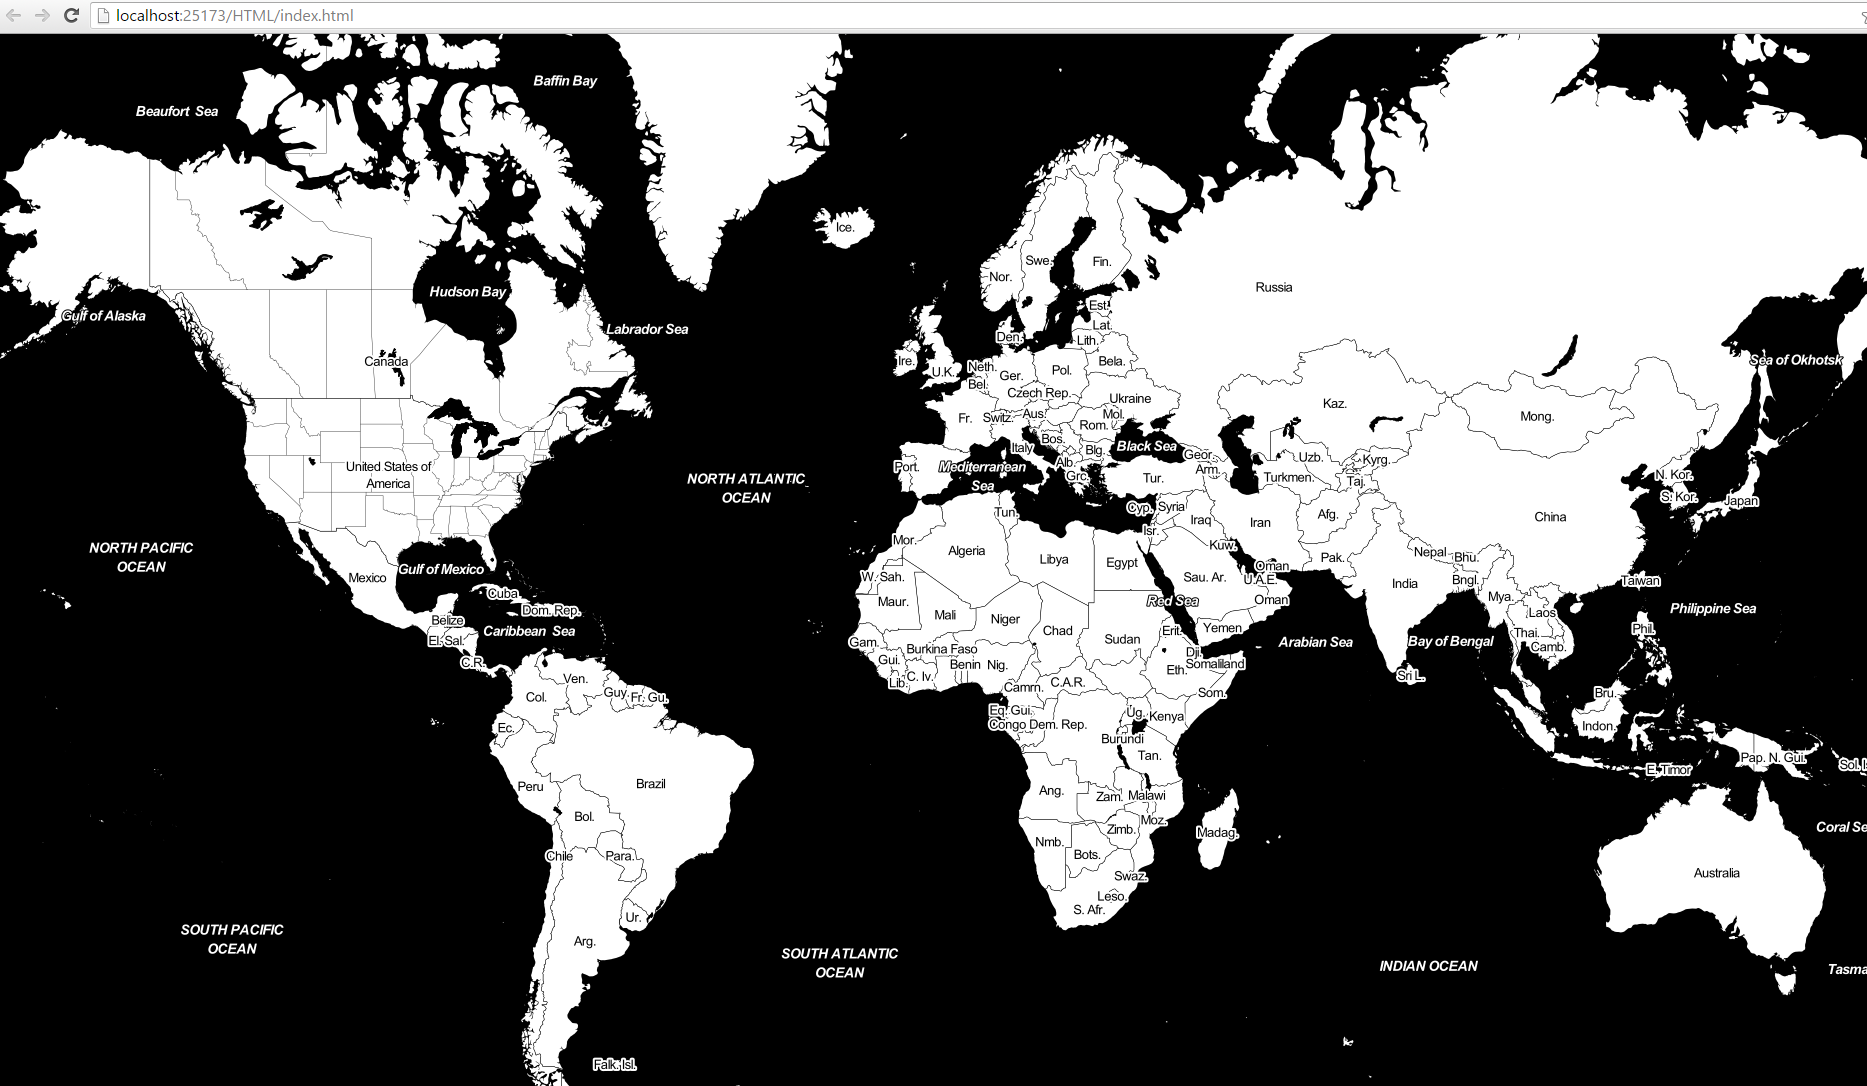 localhost:25173/HTML/index.html
Baffin Bay
Beaufort Sea
Ice.
Swe.
Fin.
Nor.
Russia
Hudson Bay
Gulf of Alaska
Labrador Sea
Est.
Lat.
Den.
Lith.
Canada
Ire.
U.K.
Neth.
Bel.
Ger.
Pol.
Bela.
Sea of Okhotsk
Czech Rep.
Ukraine
Kaz.
Mong.
Fr.
Switz.
Aus.
Mol.
Rom.
Italy
Bos.
Blg.
Black Sea
Geor.
Uzb.
Kyrg.
United States of
America
Port.
Mediterranean
Sea
Alb.
Grc.
Tur.
Arm.
Turkmen.
Taj.
N. Kor.
S. Kor.
Japan
NORTH ATLANTIC
OCEAN
Tun.
Cyp.
Syria
Isr.
Iraq
Iran
Afg.
China
NORTH PACIFIC
OCEAN
Mor.
Algeria
Libya
Egypt
Kuw.
Pak.
Nepal
Bhu.
Mexico
Gulf of Mexico
W. Sah.
Sau. Ar.
Oman
U.A.E.
India
Bngl.
Taiwan
Cuba
Dom. Rep.
Maur.
Mali
Niger
Chad
Sudan
Red Sea
Oman
Mya.
Laos
Philippine Sea
Belize
El. Sal.
Caribbean Sea
Gam.
Burkina Faso
Eri.
Yemen
Arabian Sea
Bay of Bengal
Thai.
Camb.
Phil.
C.R.
Gui.
Benin
Nig.
Dji.
Somaliland
Eth.
Lib.
C. Iv.
Camrn.
C.A.R.
Som.
Sri L.
Ven.
Col.
Guy.
Fr. Gu.
Eq. Gui.
Congo Dem. Rep.
Ug.
Kenya
Bru.
Indon.
Ec.
Burundi
Tan.
Pap. N. Gui.
E. Timor
Peru
Brazil
Ang.
Zam.
Malawi
Moz.
Bol.
Zimb.
Madag.
Coral Se
Chile
Para.
Nmb.
Bots.
Swaz.
Australia
Leso.
S. Afr.
Ur.
Arg.
SOUTH PACIFIC
OCEAN
SOUTH ATLANTIC
OCEAN
INDIAN OCEAN
Tasma
Falk. Isl.